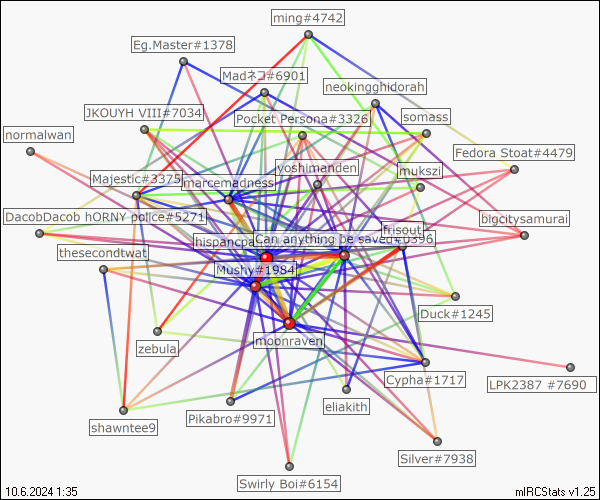 ming#4742
Eg.Master#1378
Madネコ#6901
neokingghidorah
JKOUYH VIII#7034
Pocket Persona#3326
somass
normalwan
Fedora Stoat#4479
yoshimanden
mukszi
Majestic#3375
marcemadness
DacobDacob hORNY police#5271
bigcitysamurai
frisout
hispancpa
Can anything be saved#0396
thesecondtwat
Mushy#1984
Duck#1245
moonraven
zebula
Cypha#1717
LPK2387 #7690
eliakith
Pikabro#9971
shawntee9
Silver#7938
Swirly Boi#6154
10.6.2024 1:35
mIRCStats v1.25